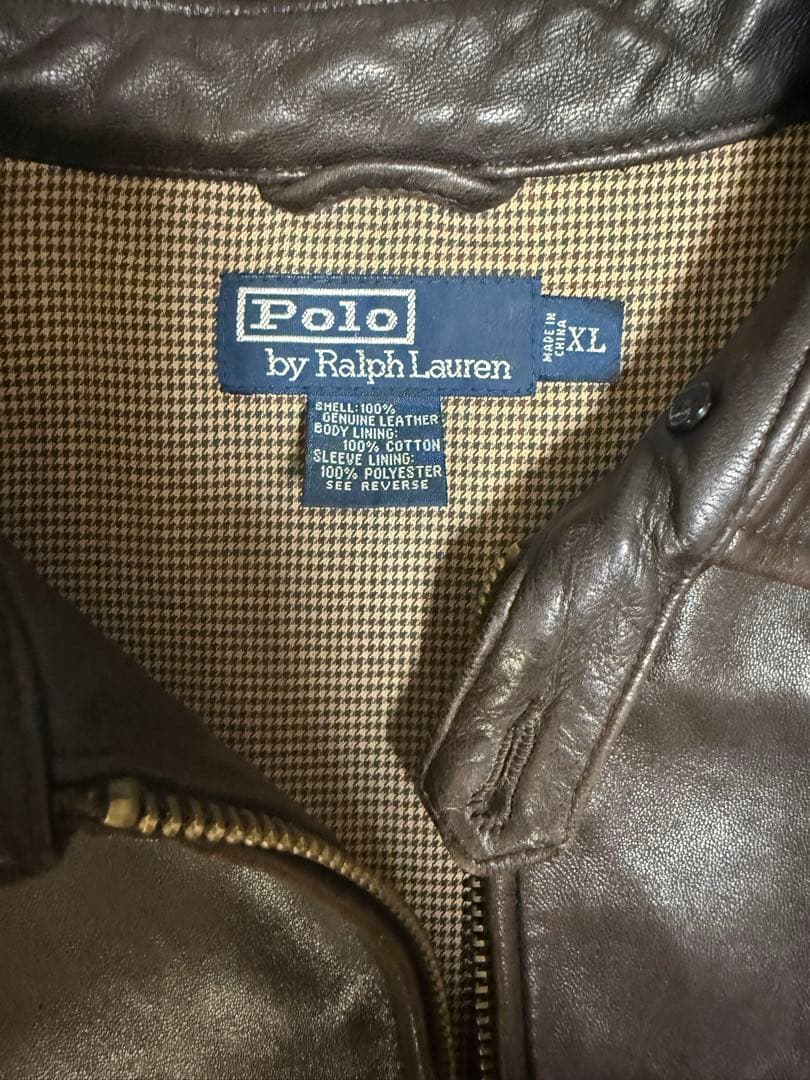 Polo
by Ralph Lauren
MADE IN
CHINA
XL
SHELL:100%
GENUINE LEATHER
BODY LINING:
100% COTTON
SLEEVE LINING:
100% POLYESTER
SEE REVERSE